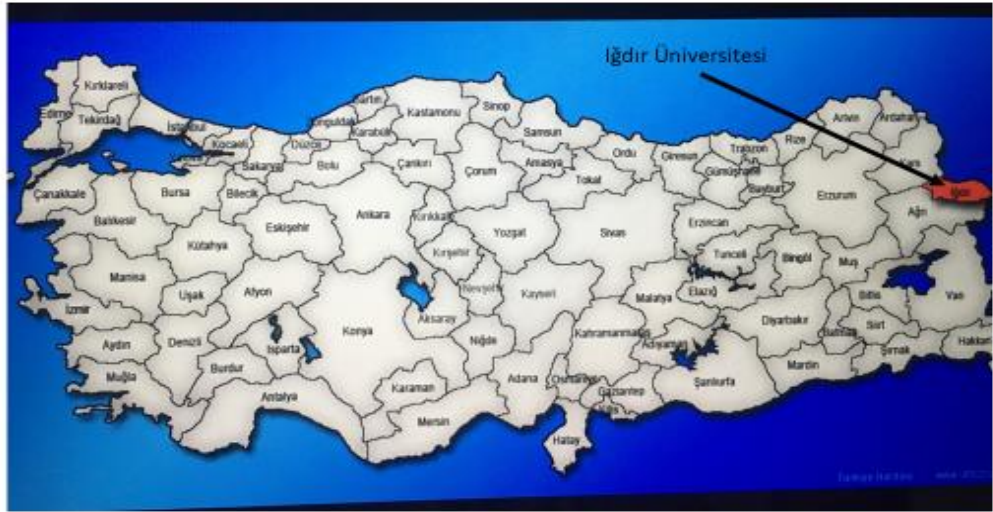 Iğdır Üniversitesi
Kırklareli
Edirne
Tekirdağ
İstanbul
Kocaeli
Sakarya
Düzce
Zonguldak
Bartın
Karabük
Kastamonu
Sinop
Samsun
Ordu
Giresun
Trabzon
Rize
Artvin
Ardahan
Kars
Iğdır
Çanakkale
Bursa
Bilecik
Bolu
Çankırı
Çorum
Amasya
Tokat
Gümüşhane
Bayburt
Erzurum
Ağrı
Balıkesir
Kütahya
Eskişehir
Ankara
Kırıkkale
Yozgat
Sivas
Erzincan
Manisa
Uşak
Afyon
Kırşehir
Nevşehir
Kayseri
Malatya
Tunceli
Elazığ
Bingöl
Muş
Bitlis
Van
İzmir
Aydın
Denizli
Isparta
Konya
Aksaray
Niğde
Kahramanmaraş
Adıyaman
Diyarbakır
Batman
Siirt
Hakkari
Muğla
Burdur
Antalya
Karaman
Mersin
Adana
Osmaniye
Gaziantep
Kilis
Şanlıurfa
Mardin
Şırnak
Hatay
Türkiye Haritası